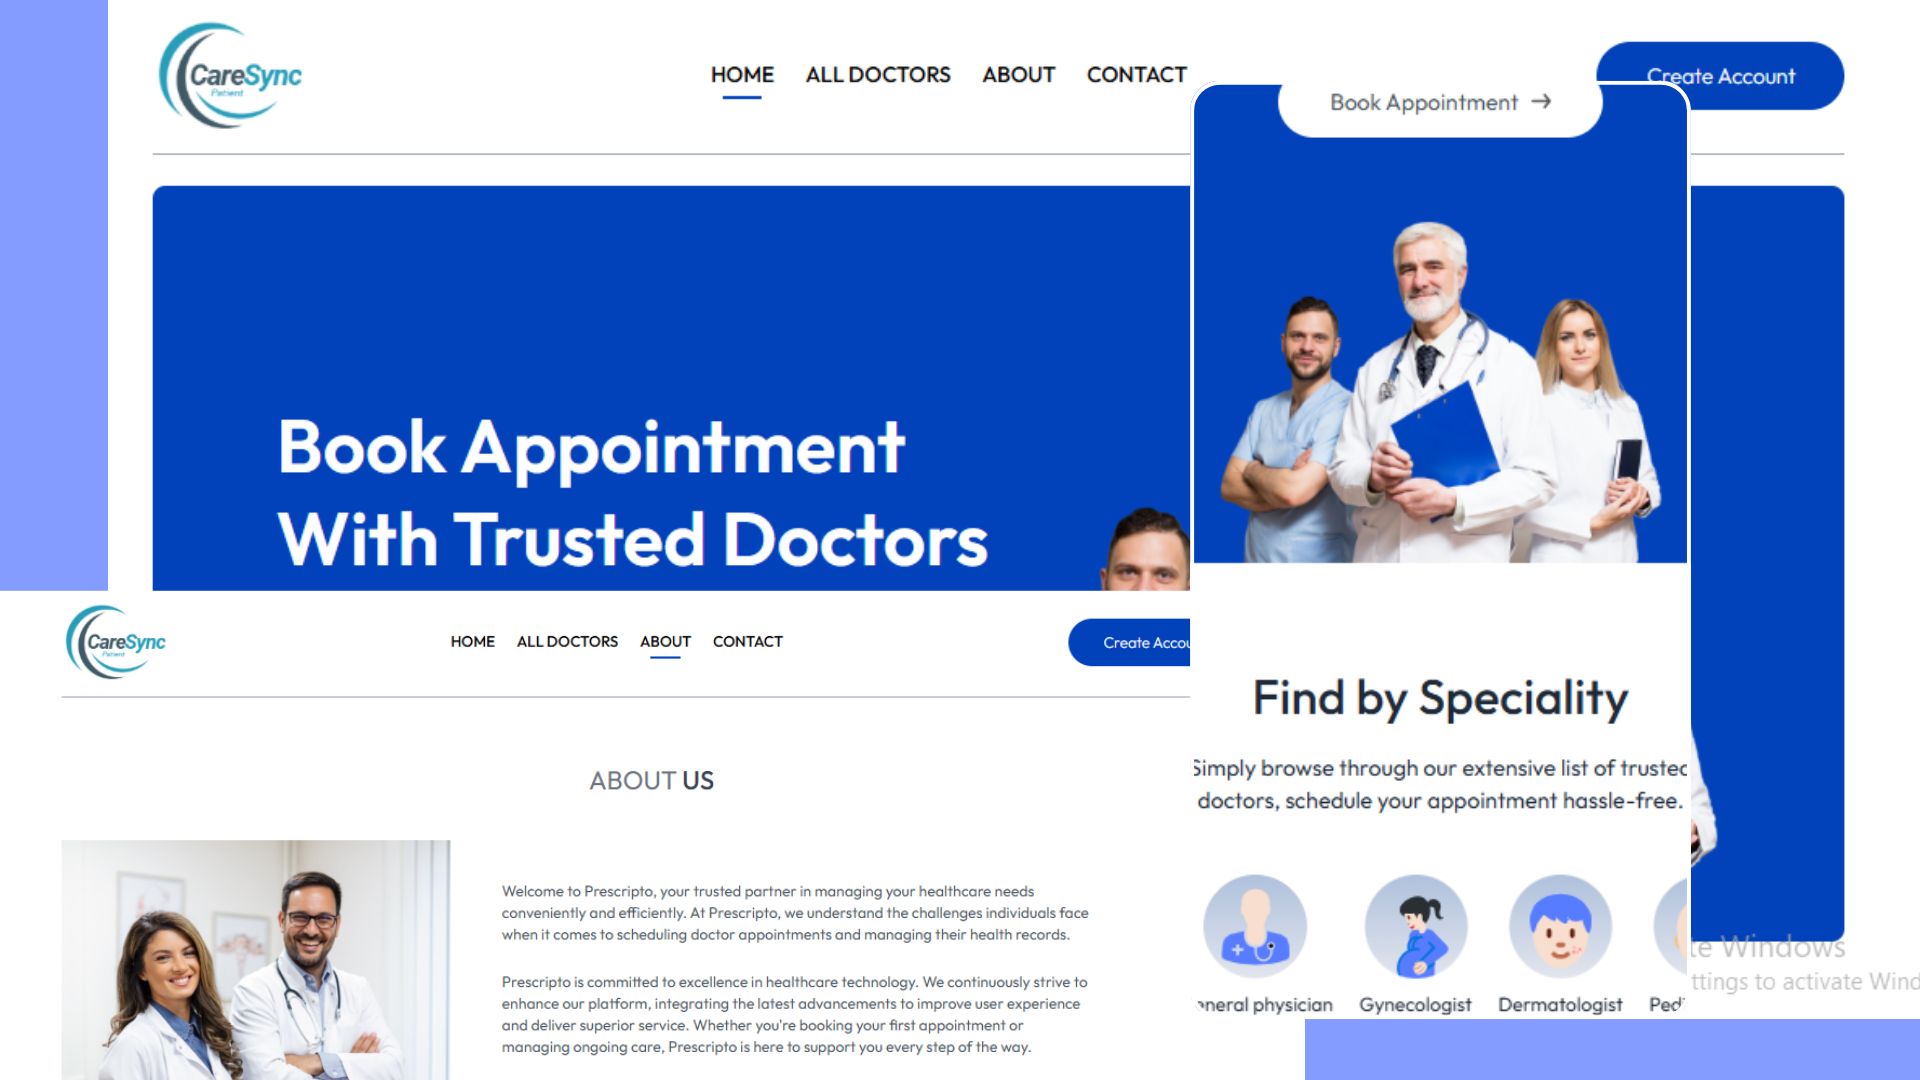 CareSync
Patient
HOME
ALL DOCTORS
ABOUT
CONTACT
Create Account
Book Appointment →
Book Appointment
With Trusted Doctors
CareSync
Patient
HOME
ALL DOCTORS
ABOUT
CONTACT
Create Accou
ABOUT US
Welcome to Prescripto, your trusted partner in managing your healthcare needs
conveniently and efficiently. At Prescripto, we understand the challenges individuals face
when it comes to scheduling doctor appointments and managing their health records.
Prescripto is committed to excellence in healthcare technology. We continuously strive to
enhance our platform, integrating the latest advancements to improve user experience
and deliver superior service. Whether you're booking your first appointment or
managing ongoing care, Prescripto is here to support you every step of the way.
Find by Speciality
Simply browse through our extensive list of trusted
doctors, schedule your appointment hassle-free.
neral physician
Gynecologist
Dermatologist
Ped
te Windows
ttings to activate Wind